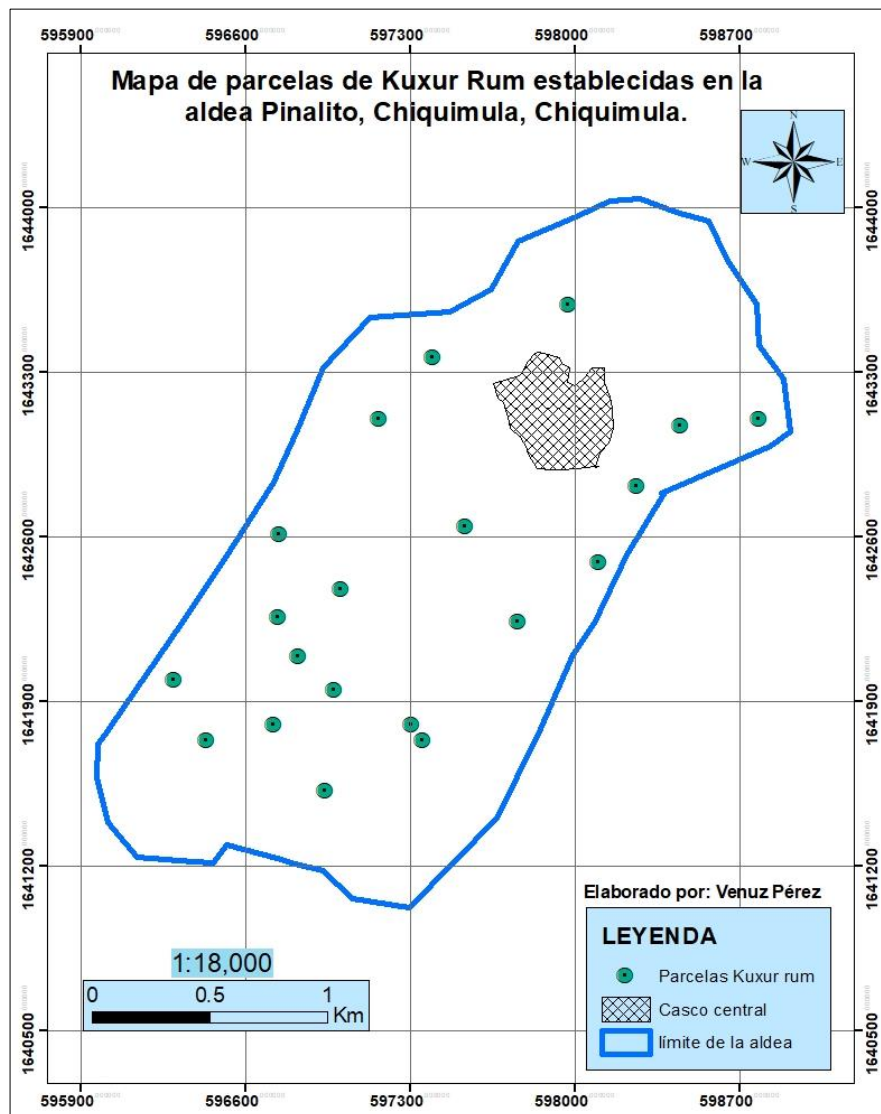 595900 596600 597300 598000 598700
Mapa de parcelas de Kuxur Rum establecidas en la
aldea Pinalito, Chiquimula, Chiquimula.
N
W E
S
1644000 1644000
1643300 1643300
1642600 1642600
1641900 1641900
1641200 1641200
Elaborado por: Venuz Pérez
LEYENDA
Parcelas Kuxur rum
Casco central
límite de la aldea
1:18,000
0 0.5 1
Km
1640500 1640500
595900 596600 597300 598000 598700